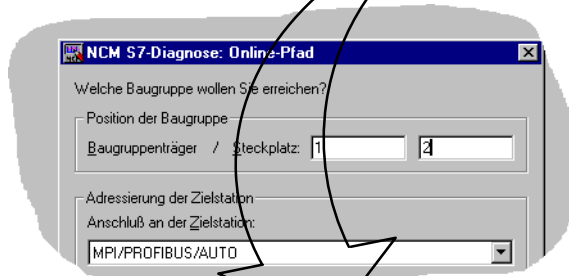 NCM S7-Diagnose: Online-Pfad
Welche Baugruppe wollen Sie erreichen?
Position der Baugruppe
Baugruppenträger / Steckplatz: 1 2
Adressierung der Zielstation
Anschluß an der Zielstation:
MPI/PROFIBUS/AUTO